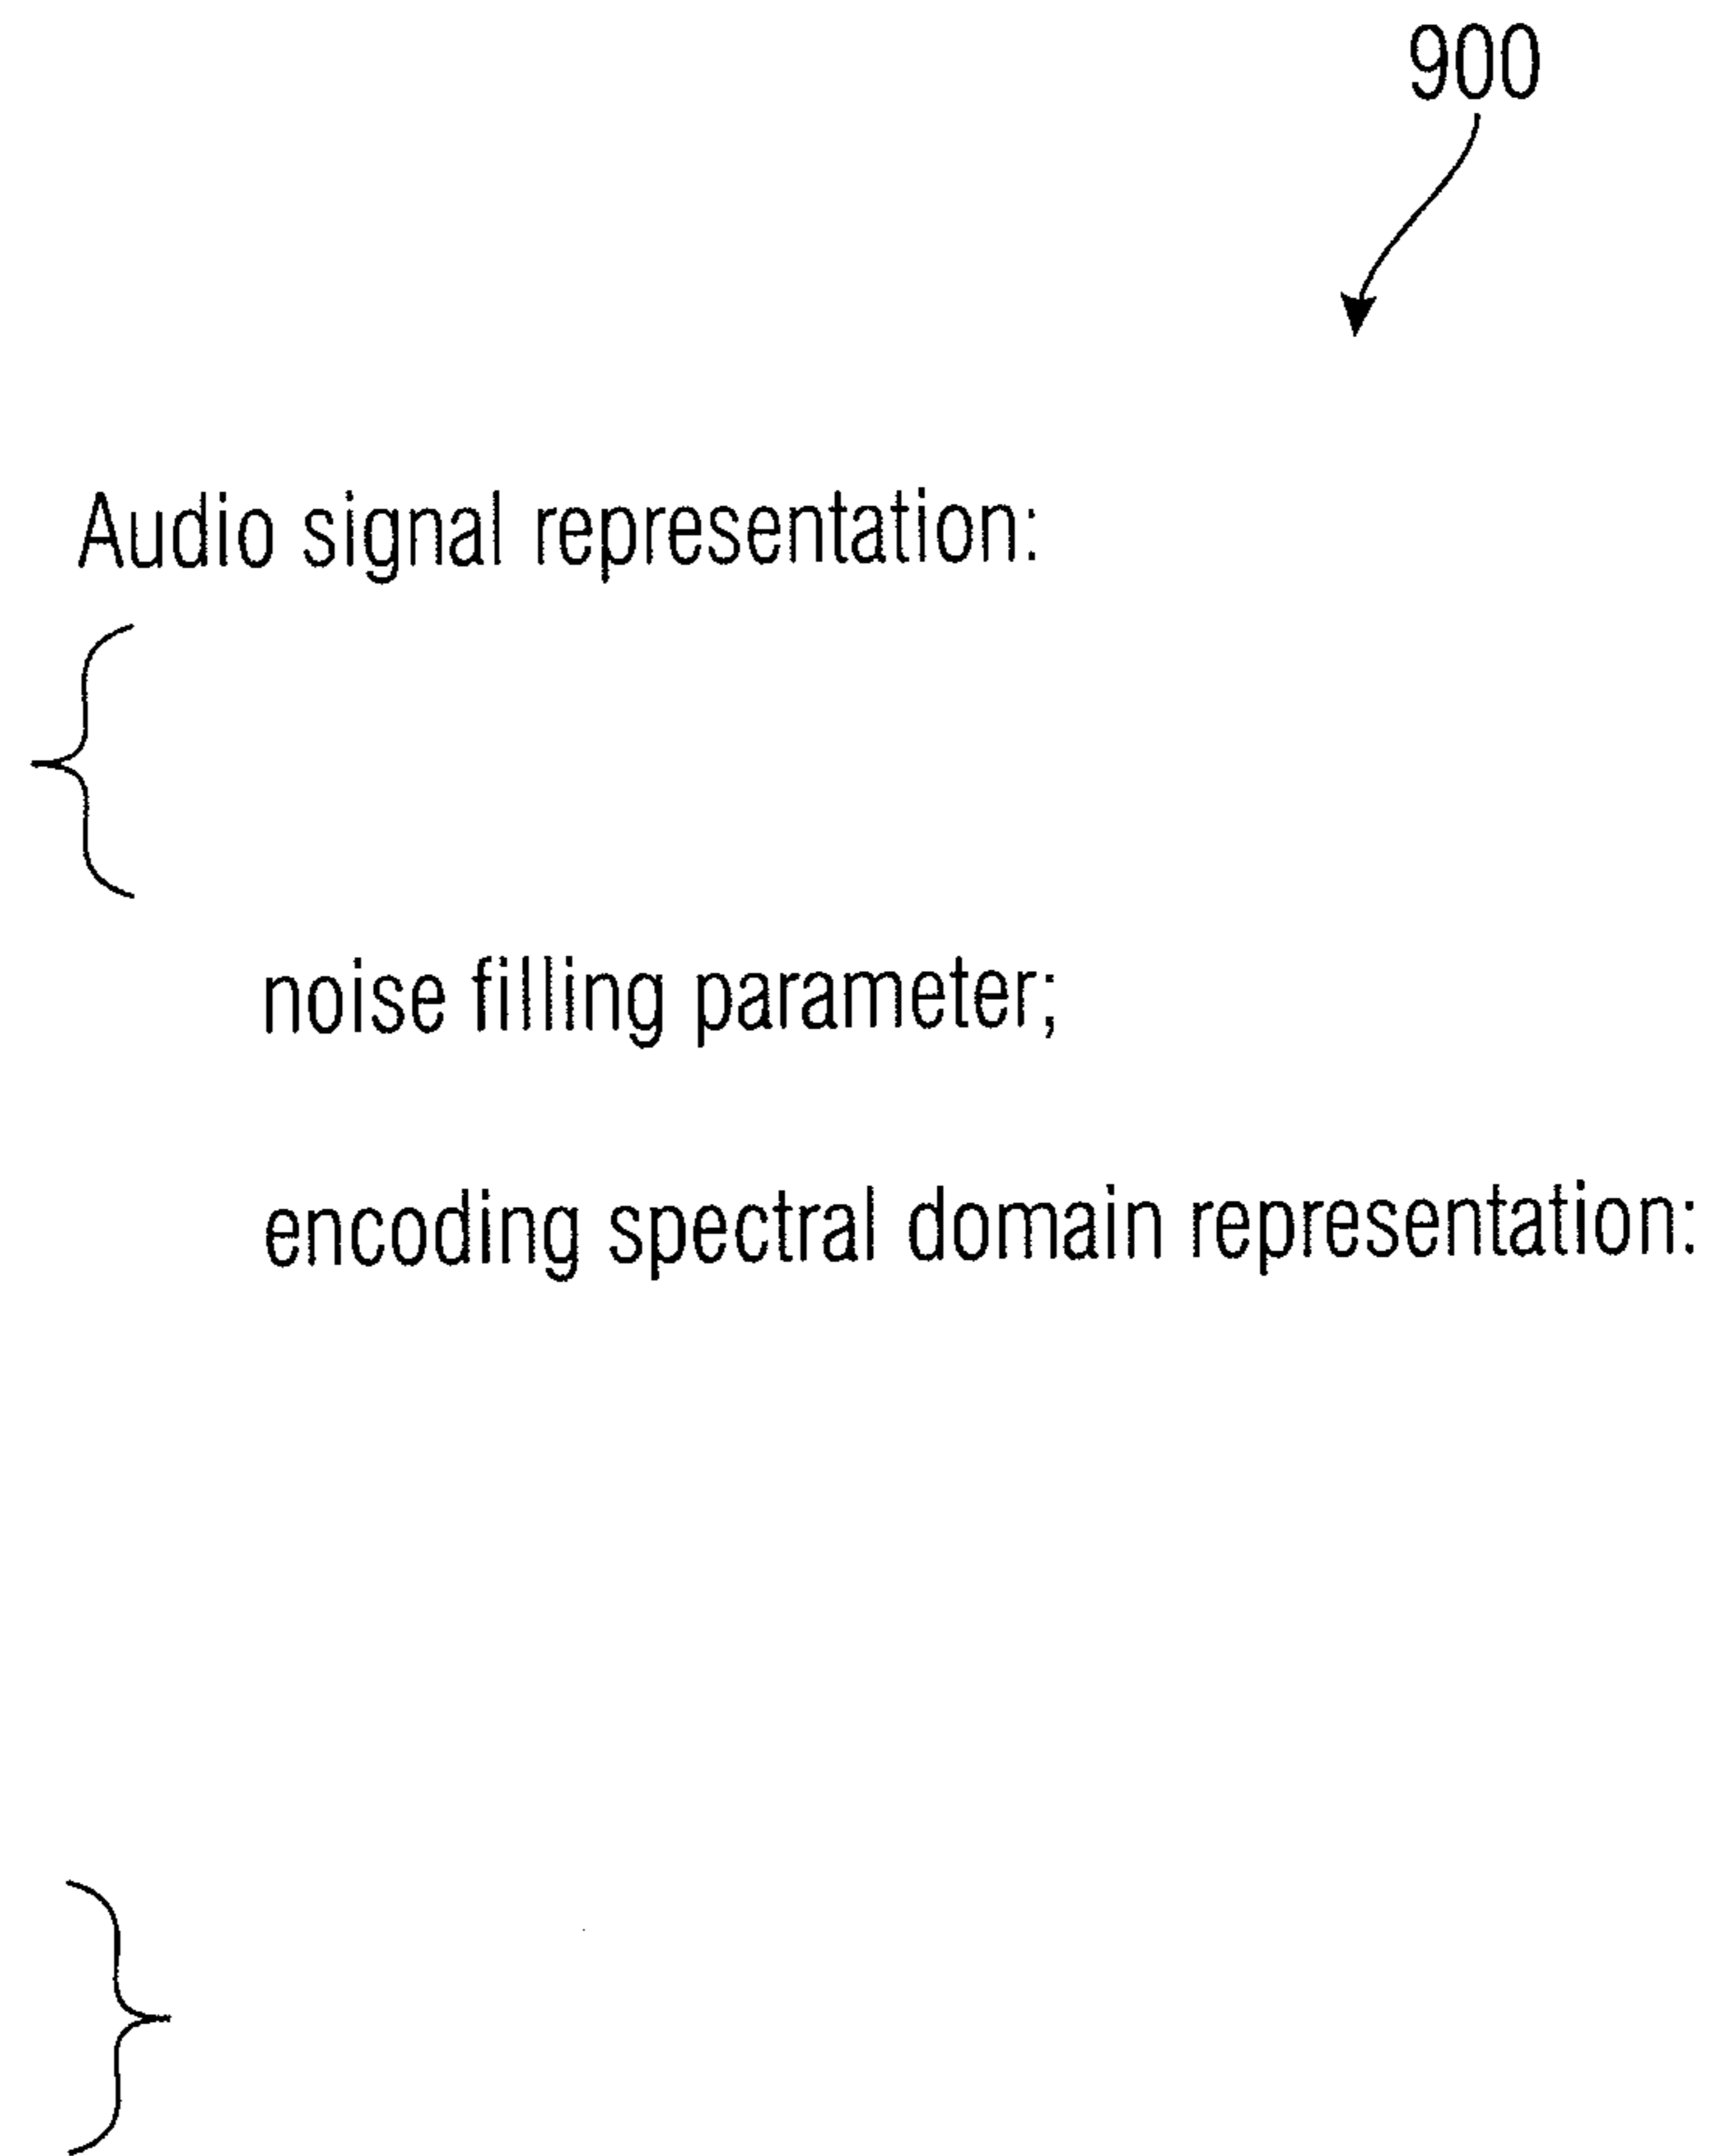 900
Audio signal representation:
{
noise filling parameter;
encoding spectral domain representation:
}